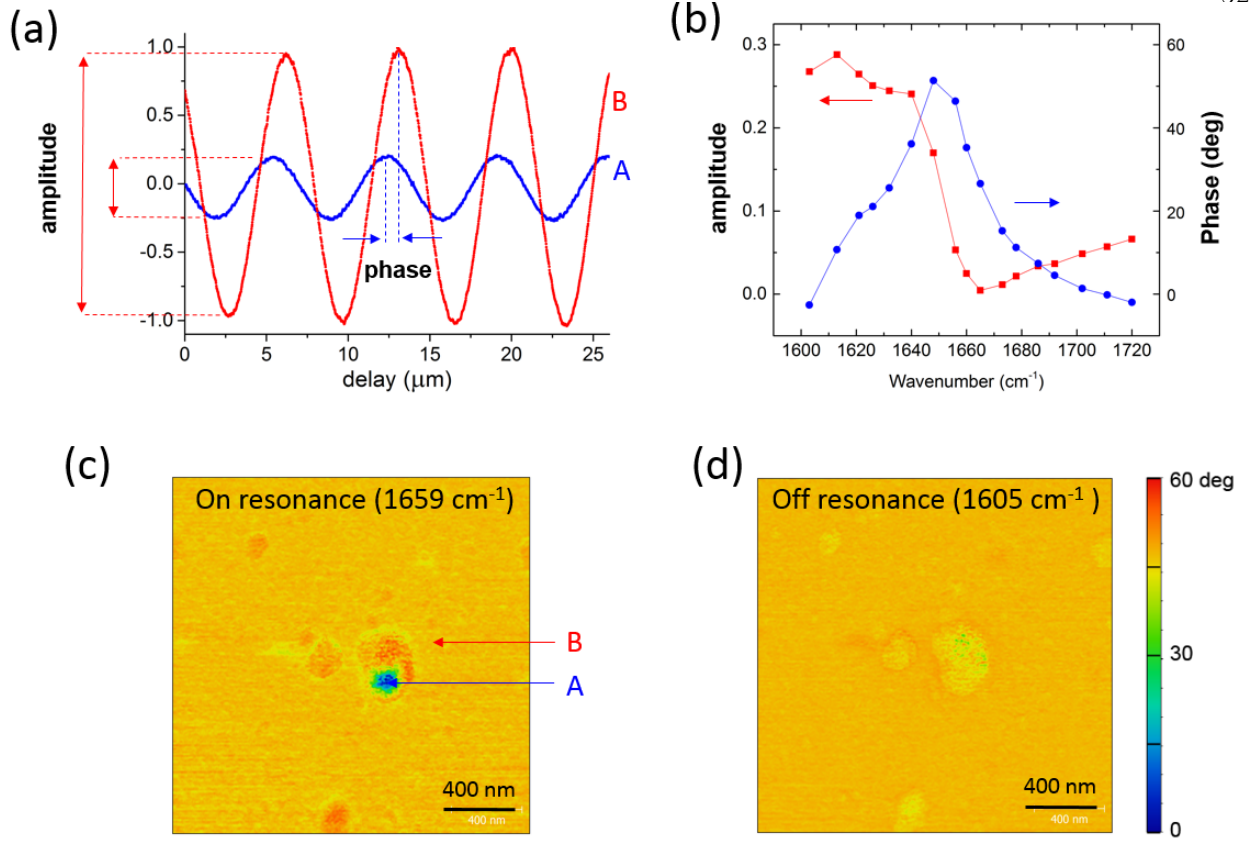 (a)
1.0
0.5
0.0
-0.5
-1.0
amplitude
B
A
phase
0 5 10 15 20 25
delay (μm)
(b)
0.3
0.2
0.1
0.0
amplitude
60
40
20
0
Phase (deg)
1600 1620 1640 1660 1680 1700 1720
Wavenumber (cm⁻¹)
(c)
On resonance (1659 cm⁻¹)
B
A
400 nm
400 nm
(d)
Off resonance (1605 cm⁻¹ )
400 nm
400 nm
60 deg
30
0